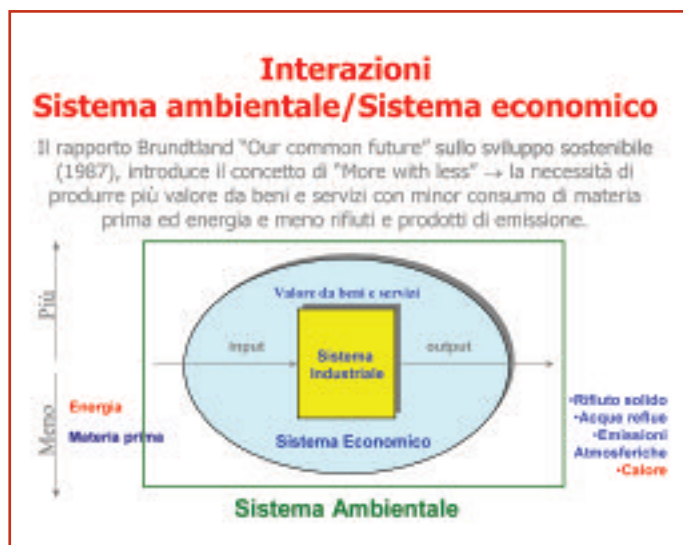 Interazioni
Sistema ambientale/Sistema economico
Il rapporto Brundtland "Our common future" sullo sviluppo sostenibile
(1987), introduce il concetto di "More with less" → la necessità di
produrre più valore da beni e servizi con minor consumo di materia
prima ed energia e meno rifiuti e prodotti di emissione.
Più
Valore da beni e servizi
input
Sistema
Industriale
output
Meno
Energia
Materia prima
Sistema Economico
•Rifiuto solido
•Acque reflue
•Emissioni
Atmosferiche
•Calore
Sistema Ambientale